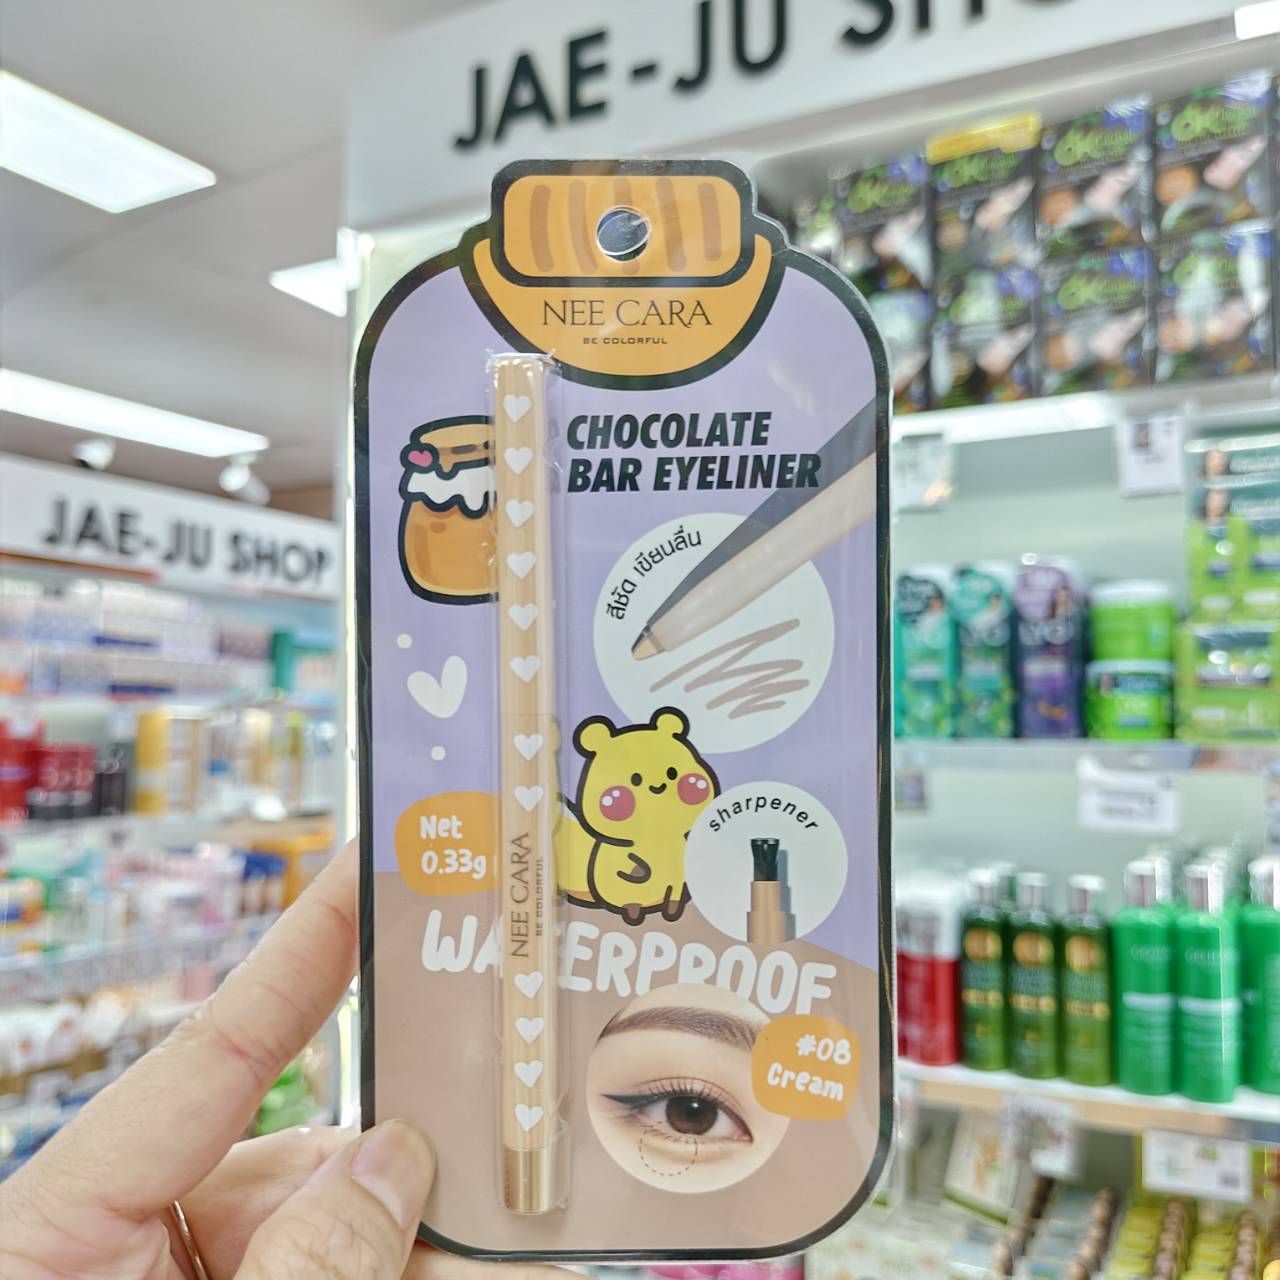 JAE-JU SHO
JAE-JU SHOP
NEE CARA
BE COLORFUL
CHOCOLATE
BAR EYELINER
สีชัด เขียนลื่น
sharpener
Net
0.33g
NEE CARA
BE COLORFUL
WATERPROOF
#08
Cream